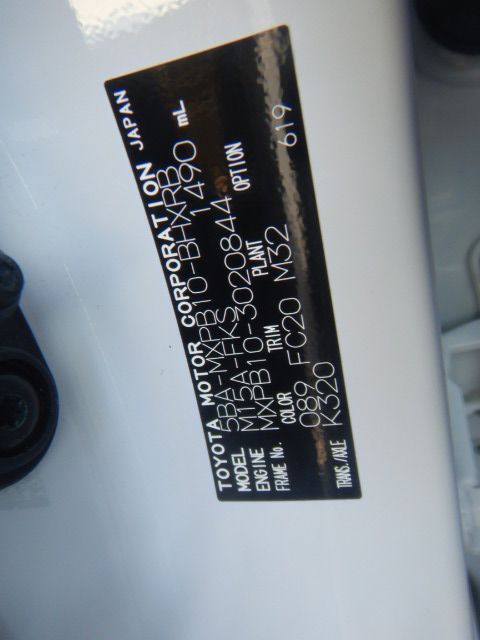 TOYOTA MOTOR CORPORATION JAPAN
MODEL 5BA-MXPB10-BHXRB
ENGINE M15A-FKS 1490 mL
FRAME No. MXPB10-3020844
COLOR TRIM PLANT OPTION
089 FC20 M32 619
TRANS./AXLE K320